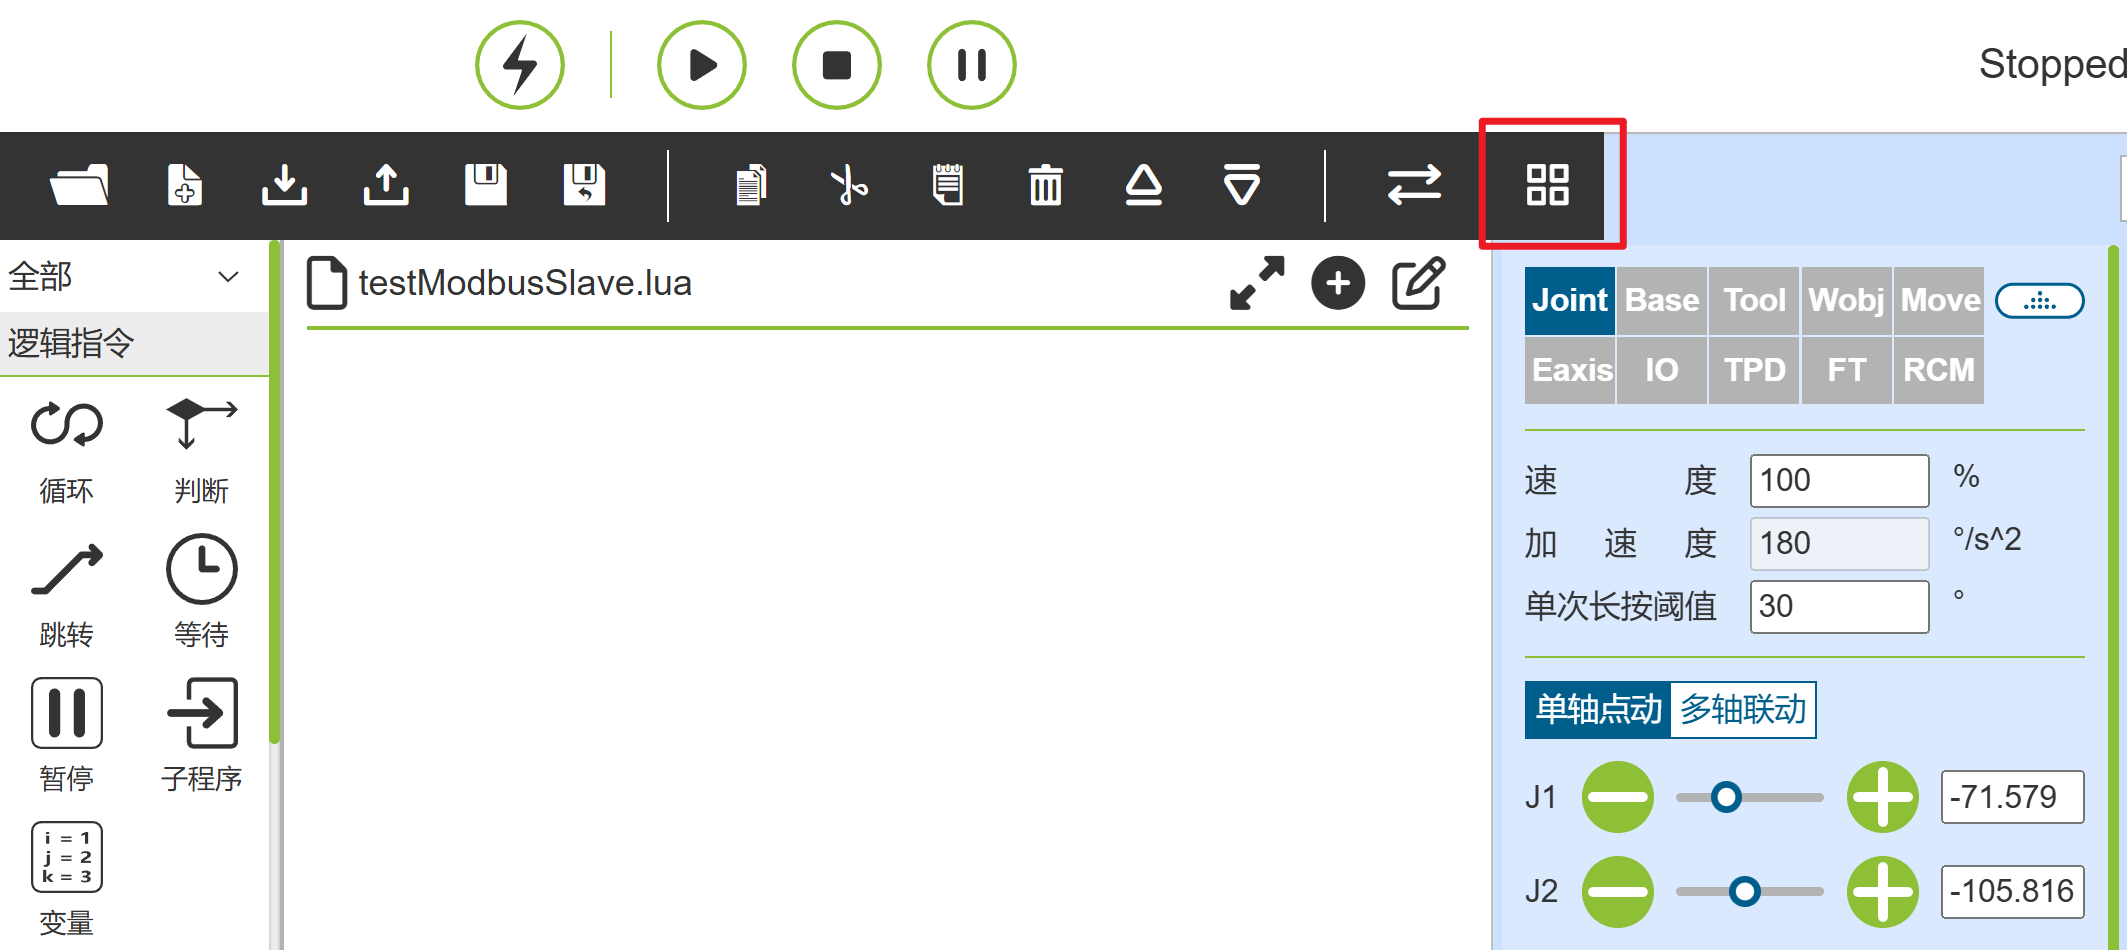 Stopped
testModbusSlave.lua
全部
逻辑指令
循环 判断
跳转 等待
暂停 子程序
i = 1
j = 2
k = 3
变量
Joint Base Tool Wobj Move
Eaxis IO TPD FT RCM
速度 100 %
加速度 180 °/s^2
单次长按阈值 30 °
单轴点动 多轴联动
J1 -71.579
J2 -105.816